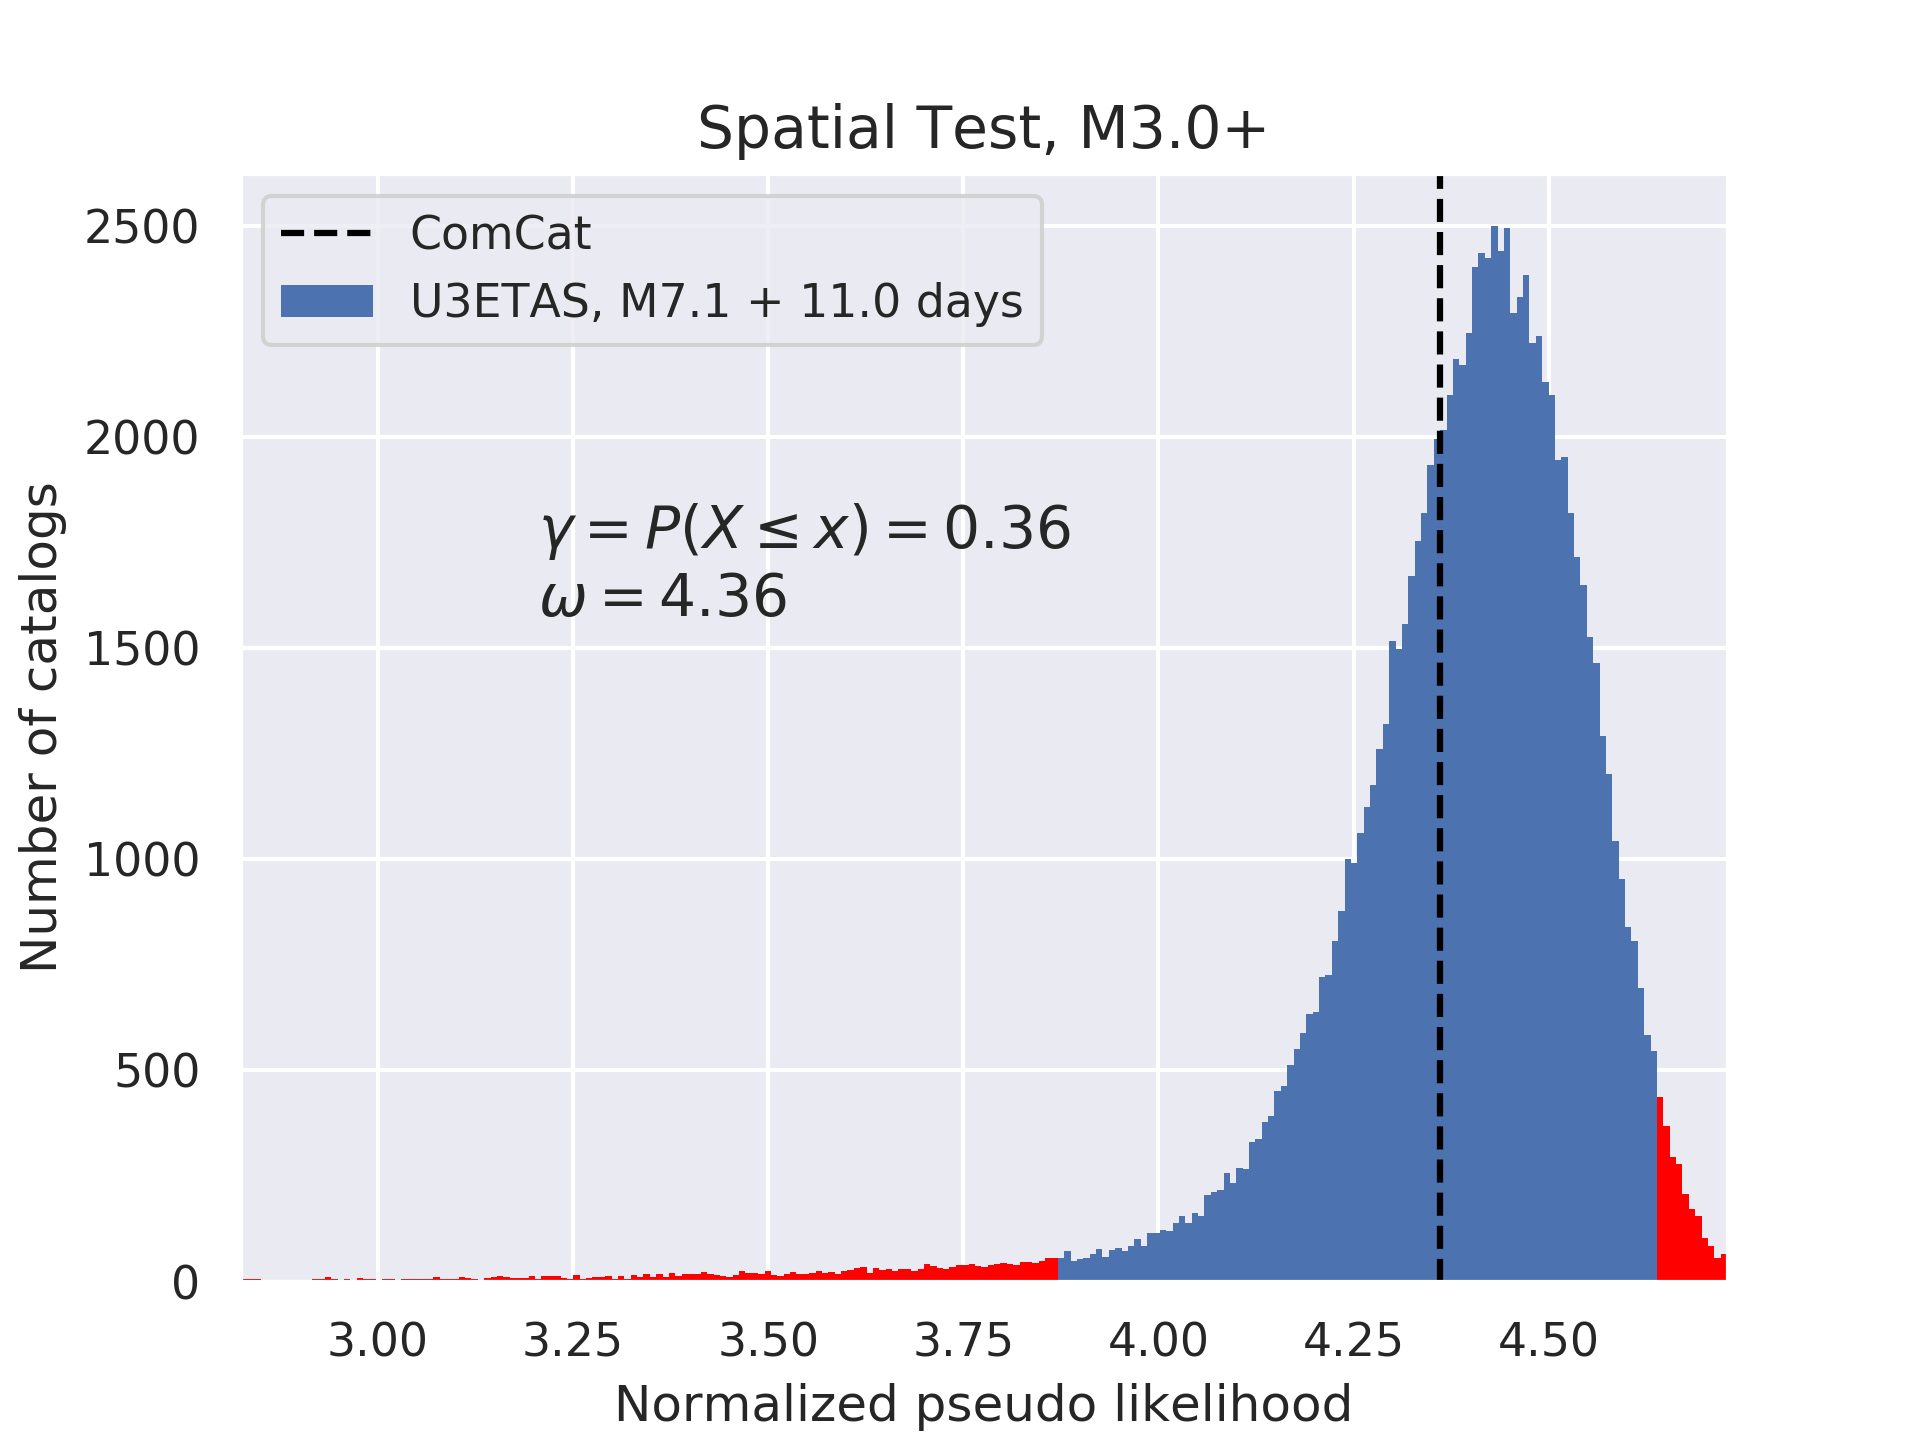 Spatial Test, M3.0+
ComCat
U3ETAS, M7.1 + 11.0 days
γ = P(X ≤ x) = 0.36
ω = 4.36
Number of catalogs
2500
2000
1500
1000
500
0
3.00 3.25 3.50 3.75 4.00 4.25 4.50
Normalized pseudo likelihood